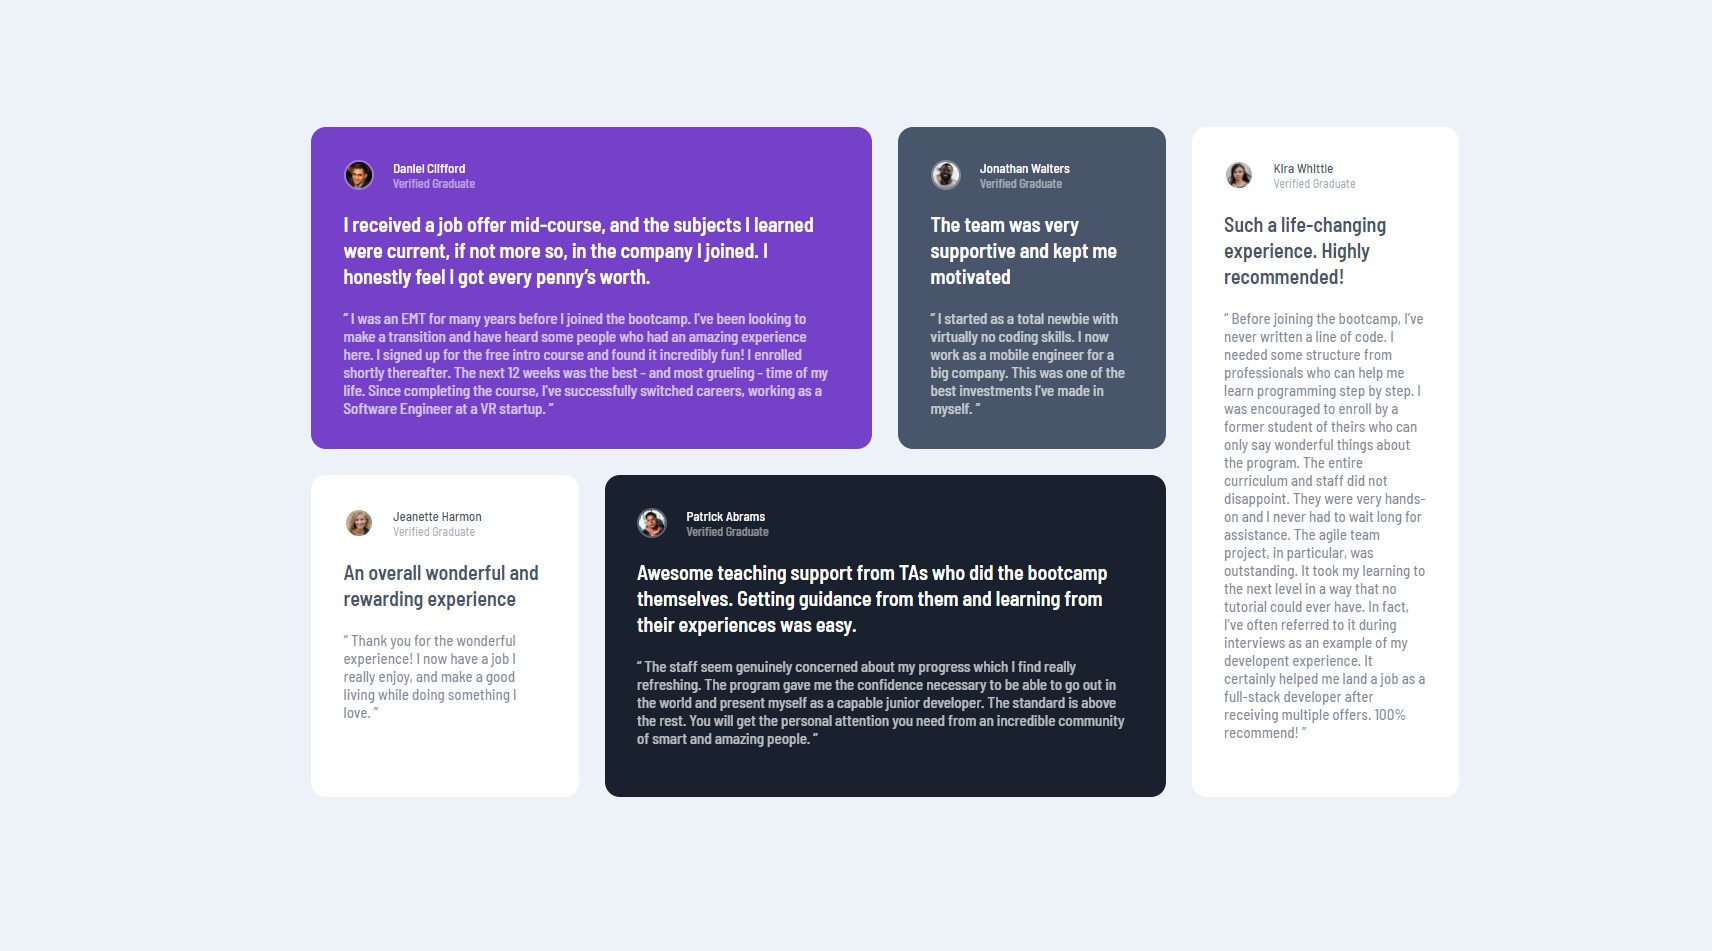 Daniel Clifford
Verified Graduate
I received a job offer mid-course, and the subjects I learned
were current, if not more so, in the company I joined. I
honestly feel I got every penny’s worth.
“ I was an EMT for many years before I joined the bootcamp. I’ve been looking to
make a transition and have heard some people who had an amazing experience
here. I signed up for the free intro course and found it incredibly fun! I enrolled
shortly thereafter. The next 12 weeks was the best - and most grueling - time of my
life. Since completing the course, I’ve successfully switched careers, working as a
Software Engineer at a VR startup. ”
Jonathan Walters
Verified Graduate
The team was very
supportive and kept me
motivated
“ I started as a total newbie with
virtually no coding skills. I now
work as a mobile engineer for a
big company. This was one of the
best investments I’ve made in
myself. ”
Kira Whittle
Verified Graduate
Such a life-changing
experience. Highly
recommended!
“ Before joining the bootcamp, I’ve
never written a line of code. I
needed some structure from
professionals who can help me
learn programming step by step. I
was encouraged to enroll by a
former student of theirs who can
only say wonderful things about
the program. The entire
curriculum and staff did not
disappoint. They were very hands-
on and I never had to wait long for
assistance. The agile team
project, in particular, was
outstanding. It took my learning to
the next level in a way that no
tutorial could ever have. In fact,
I’ve often referred to it during
interviews as an example of my
developent experience. It
certainly helped me land a job as a
full-stack developer after
receiving multiple offers. 100%
recommend! ”
Jeanette Harmon
Verified Graduate
An overall wonderful and
rewarding experience
“ Thank you for the wonderful
experience! I now have a job I
really enjoy, and make a good
living while doing something I
love. ”
Patrick Abrams
Verified Graduate
Awesome teaching support from TAs who did the bootcamp
themselves. Getting guidance from them and learning from
their experiences was easy.
“ The staff seem genuinely concerned about my progress which I find really
refreshing. The program gave me the confidence necessary to be able to go out in
the world and present myself as a capable junior developer. The standard is above
the rest. You will get the personal attention you need from an incredible community
of smart and amazing people. ”